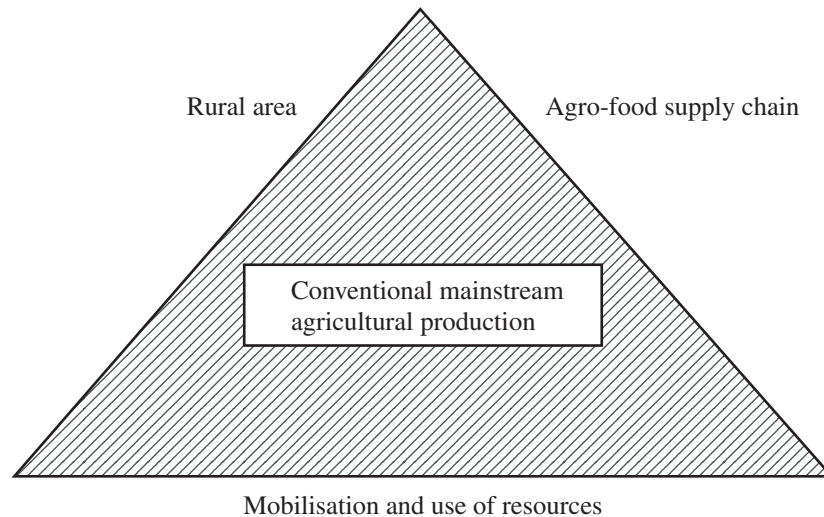 Rural area
Agro-food supply chain
Conventional mainstream
agricultural production
Mobilisation and use of resources